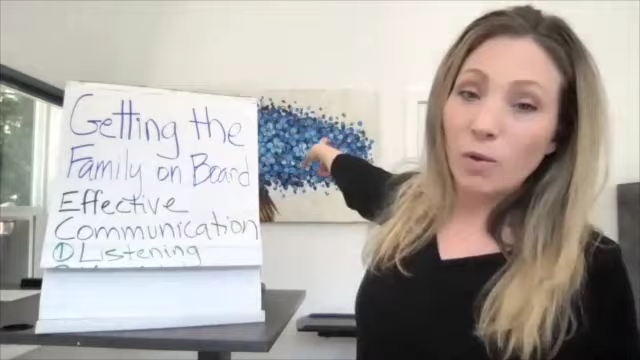 Getting the
Family on Board
Effective
Communication
① Listening